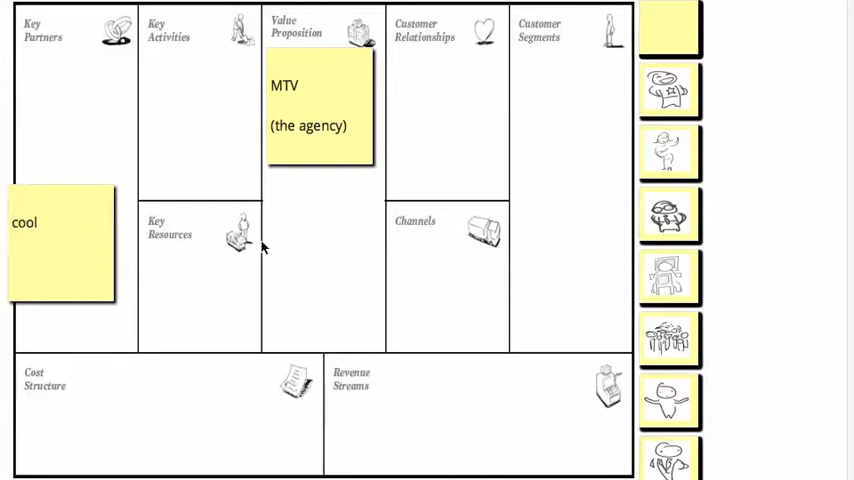 Key
Partners
Key
Activities
Value
Proposition
Customer
Relationships
Customer
Segments
MTV
(the agency)
cool
Key
Resources
Channels
Cost
Structure
Revenue
Streams